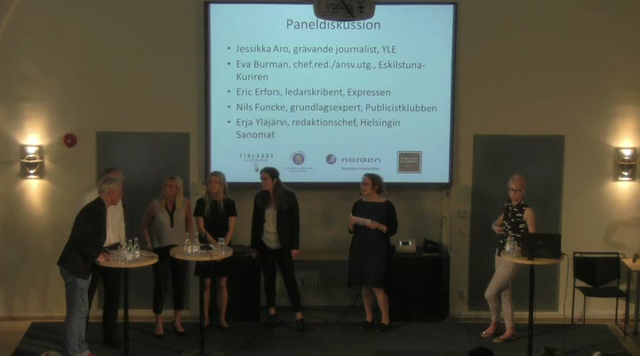 Paneldiskussion
• Jessikka Aro, grävande journalist, YLE
• Eva Burman, chef.red./ansv.utg., Eskilstuna-
Kuriren
• Eric Erfors, ledarskribent, Expressen
• Nils Funcke, grundlagsexpert, Publicistklubben
• Erja Yläjärvi, redaktionschef, Helsingin
Sanomat
FINLANDS
norden